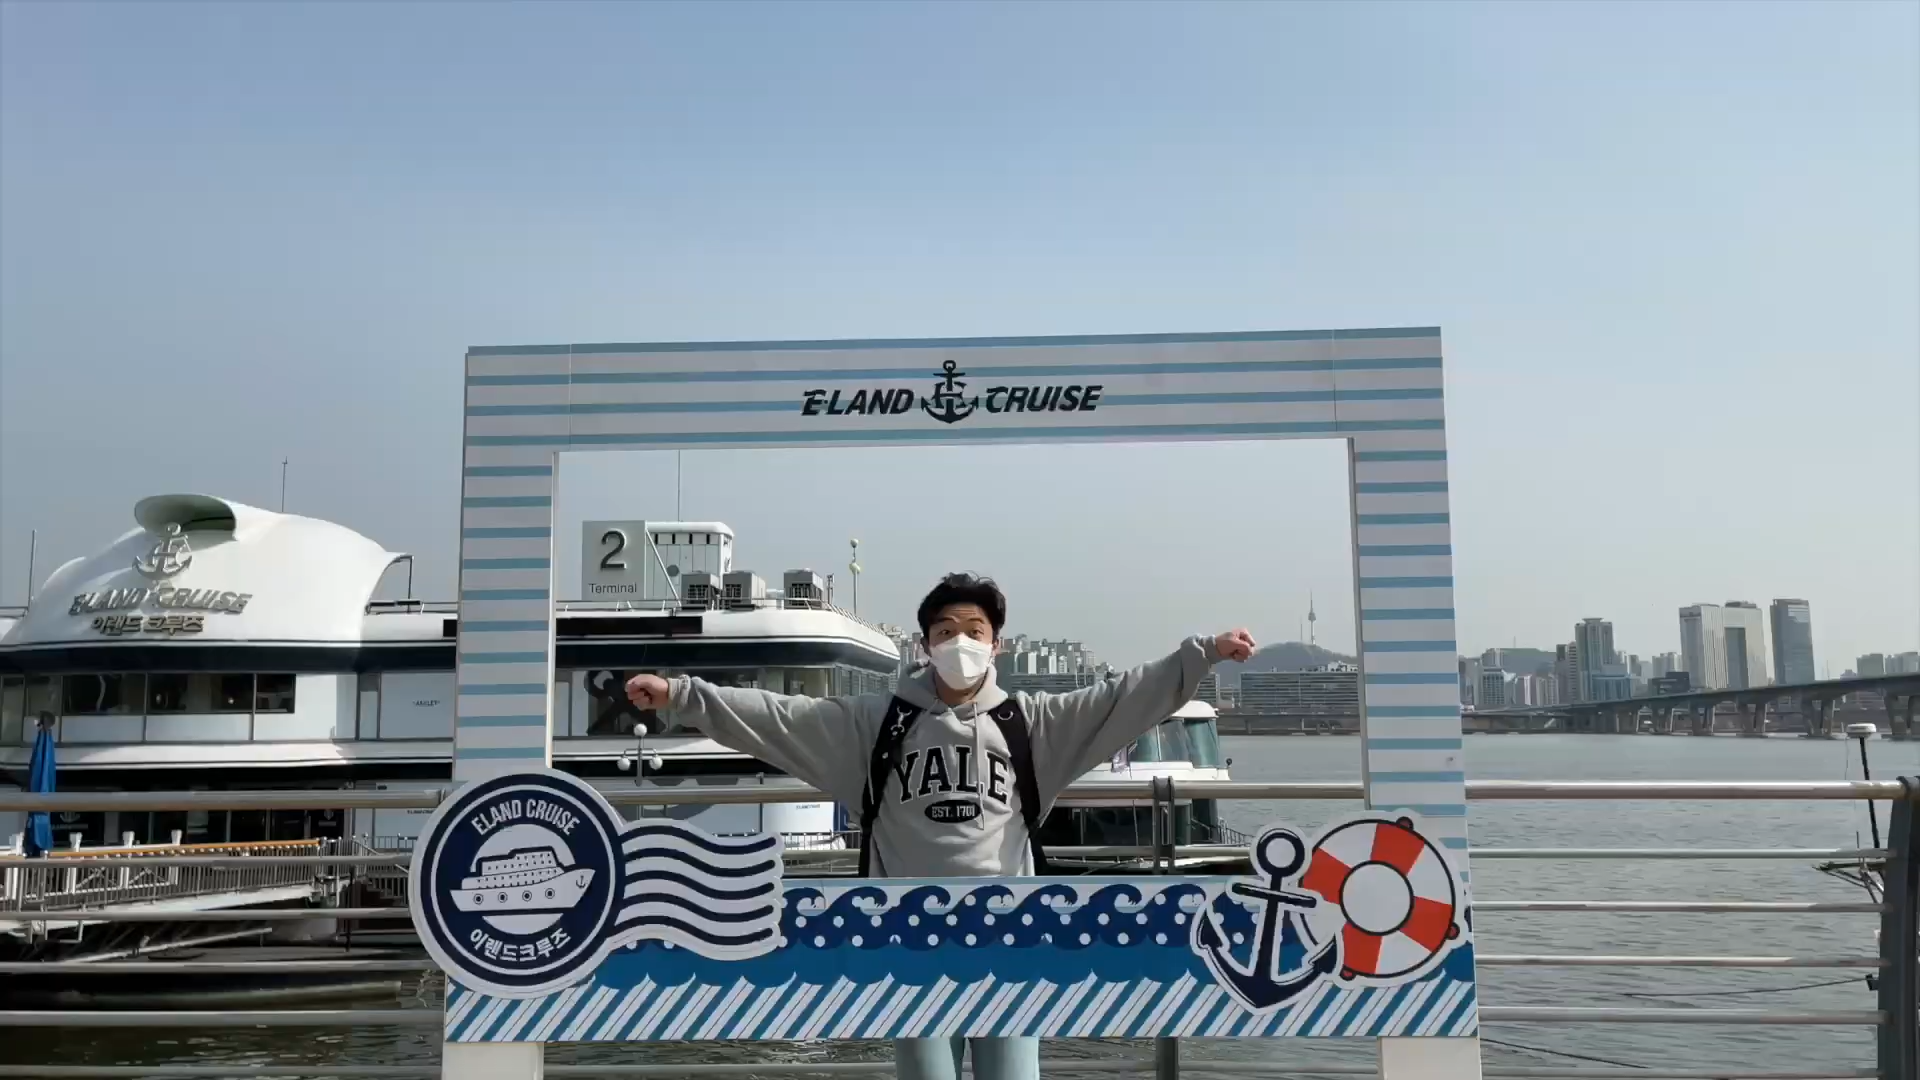 E·LAND CRUISE
2
Terminal
E·LAND CRUISE
이랜드 크루즈
YALE
EST. 1701
ELAND CRUISE
이랜드크루즈